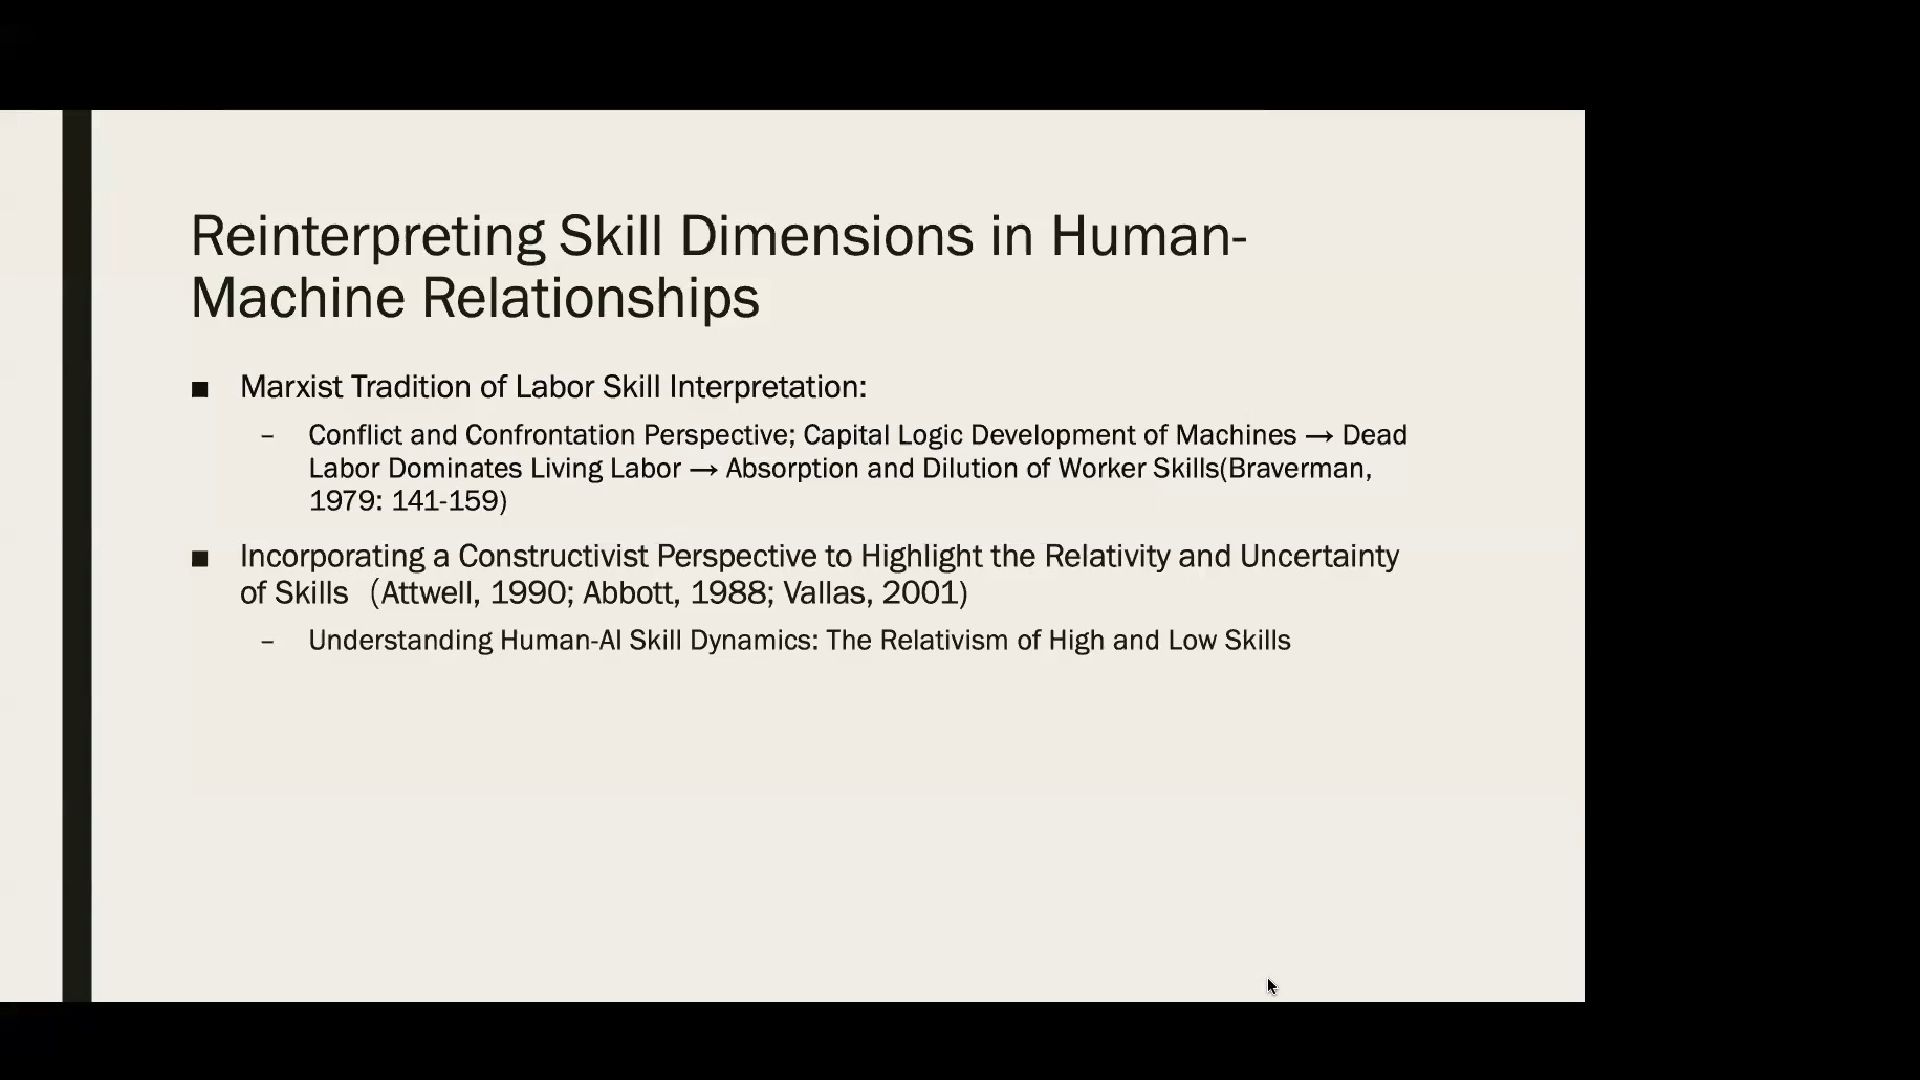 Reinterpreting Skill Dimensions in Human-
Machine Relationships
■ Marxist Tradition of Labor Skill Interpretation:
– Conflict and Confrontation Perspective; Capital Logic Development of Machines → Dead
Labor Dominates Living Labor → Absorption and Dilution of Worker Skills(Braverman,
1979: 141-159)
■ Incorporating a Constructivist Perspective to Highlight the Relativity and Uncertainty
of Skills （Attwell, 1990; Abbott, 1988; Vallas, 2001)
– Understanding Human-AI Skill Dynamics: The Relativism of High and Low Skills